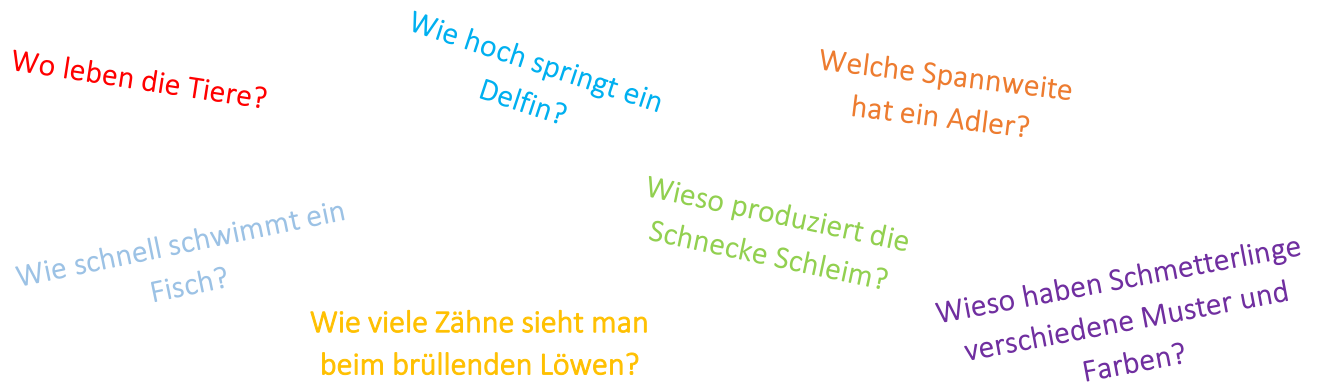 Wo leben die Tiere?
Wie hoch springt ein
Delfin?
Welche Spannweite
hat ein Adler?
Wie schnell schwimmt ein
Fisch?
Wieso produziert die
Schnecke Schleim?
Wie viele Zähne sieht man
beim brüllenden Löwen?
Wieso haben Schmetterlinge
verschiedene Muster und
Farben?